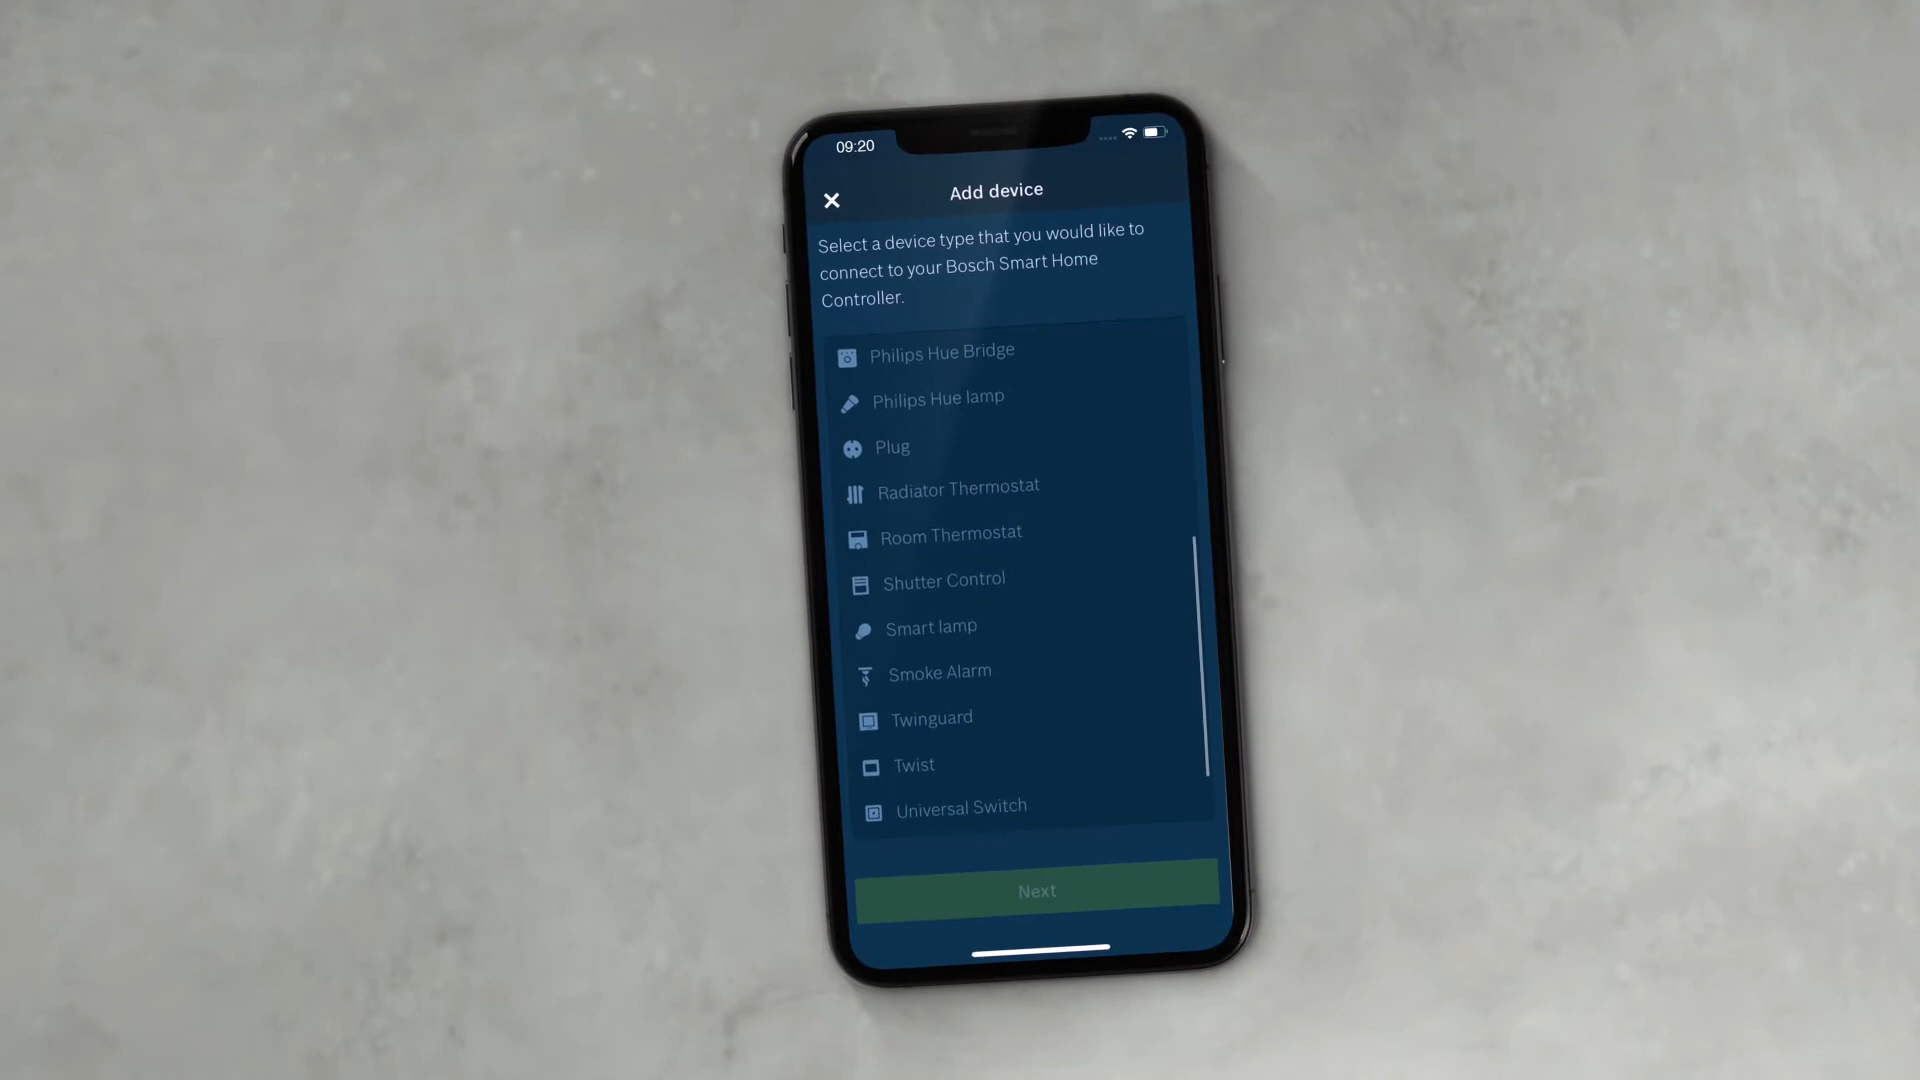 09:20
Add device
Select a device type that you would like to
connect to your Bosch Smart Home
Controller.
Philips Hue Bridge
Philips Hue lamp
Plug
Radiator Thermostat
Room Thermostat
Shutter Control
Smart lamp
Smoke Alarm
Twinguard
Twist
Universal Switch
Next